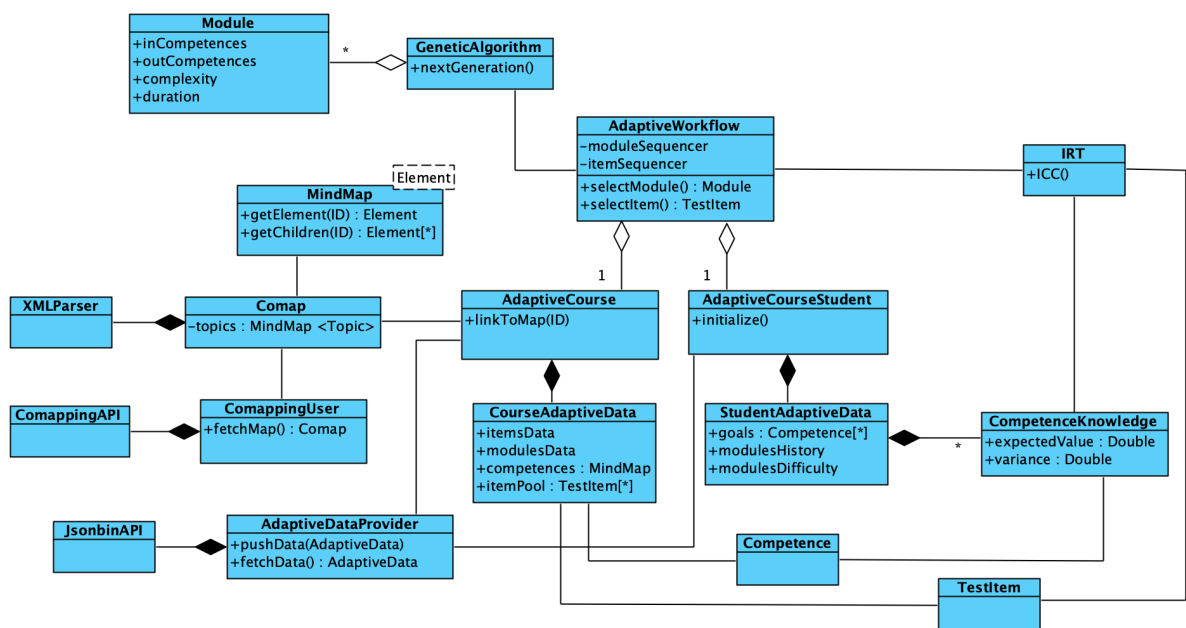 Module
+inCompetences
+outCompetences
+complexity
+duration
*
GeneticAlgorithm
+nextGeneration()
AdaptiveWorkflow
-moduleSequencer
-itemSequencer
+selectModule() : Module
+selectItem() : TestItem
IRT
+ICC()
Element
MindMap
+getElement(ID) : Element
+getChildren(ID) : Element[*]
1
1
XMLParser
Comap
-topics : MindMap <Topic>
AdaptiveCourse
+linkToMap(ID)
AdaptiveCourseStudent
+initialize()
ComappingAPI
ComappingUser
+fetchMap() : Comap
CourseAdaptiveData
+itemsData
+modulesData
+competences : MindMap
+itemPool : TestItem[*]
StudentAdaptiveData
+goals : Competence[*]
+modulesHistory
+modulesDifficulty
*
CompetenceKnowledge
+expectedValue : Double
+variance : Double
JsonbinAPI
AdaptiveDataProvider
+pushData(AdaptiveData)
+fetchData() : AdaptiveData
Competence
TestItem